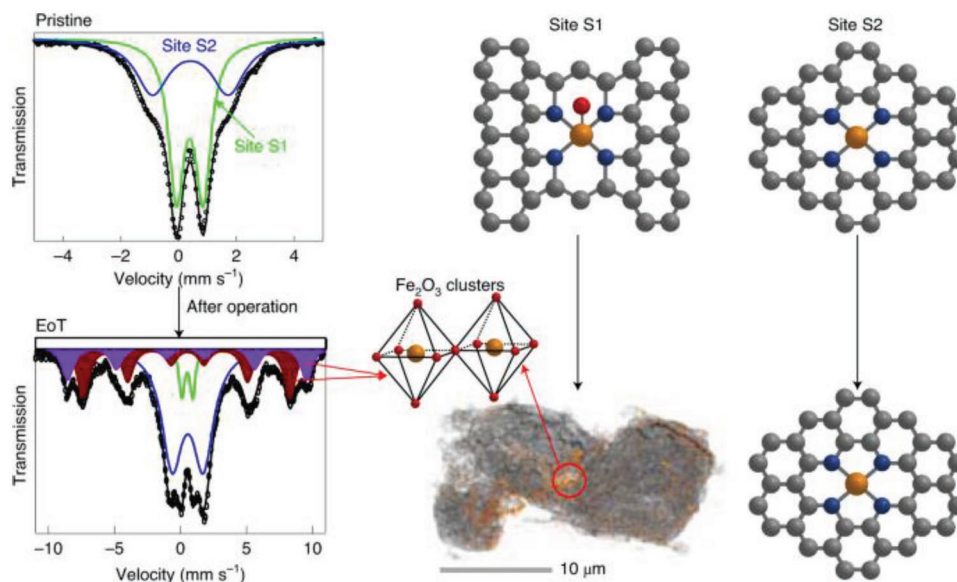 Pristine
Site S2
Site S1
Transmission
−4 −2 0 2 4
Velocity (mm s⁻¹)
After operation
EoT
Transmission
−10 −5 0 5 10
Velocity (mm s⁻¹)
Site S1
Site S2
Fe₂O₃ clusters
10 μm